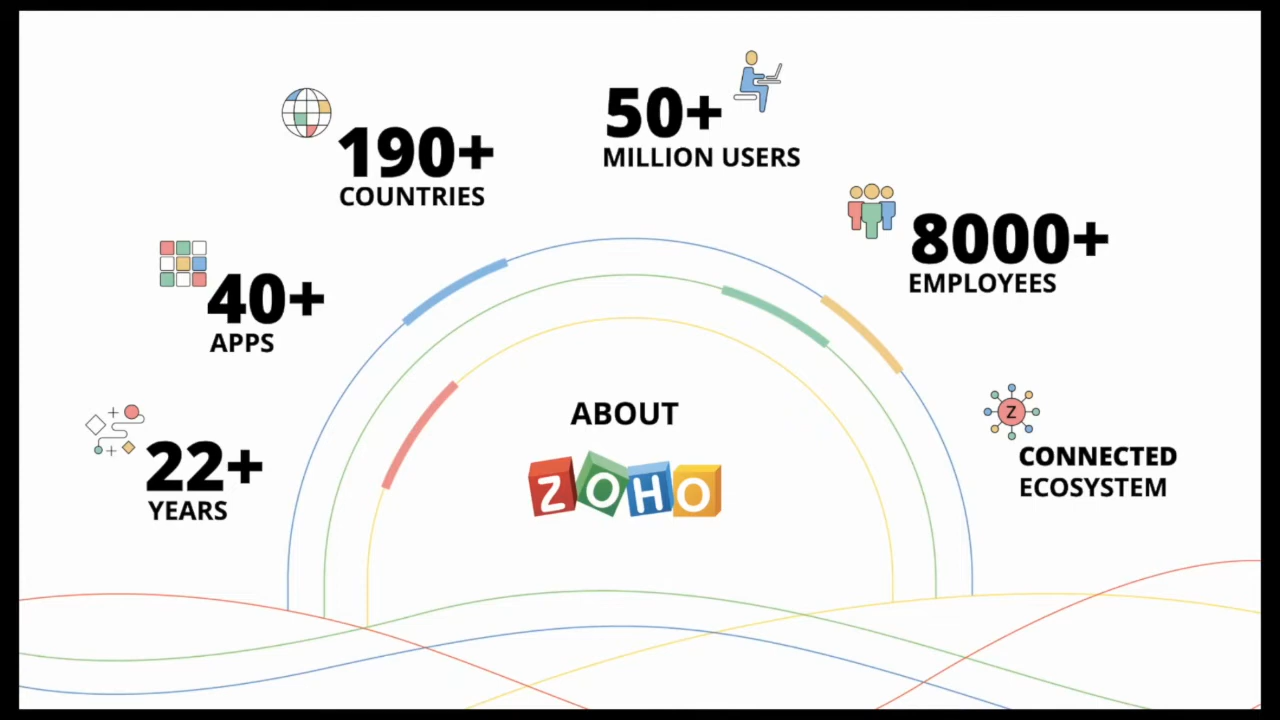 50+
MILLION USERS
190+
COUNTRIES
8000+
EMPLOYEES
40+
APPS
22+
YEARS
ABOUT
ZOHO
Z
CONNECTED
ECOSYSTEM